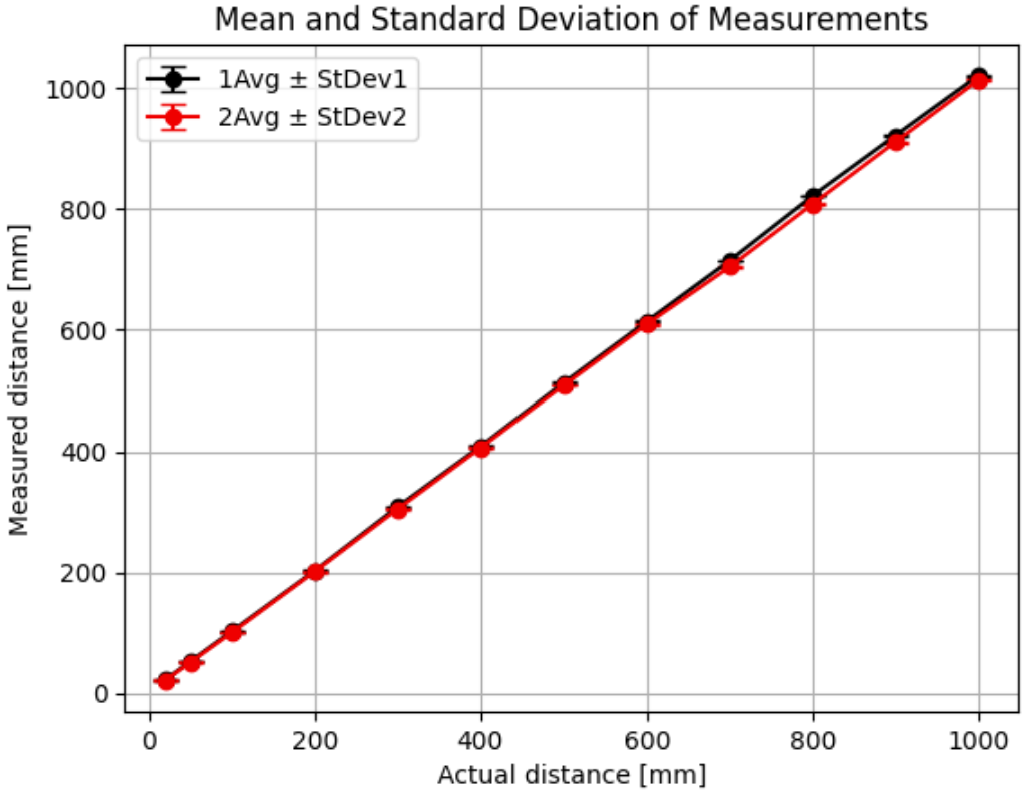 Mean and Standard Deviation of Measurements
1Avg ± StDev1
2Avg ± StDev2
Measured distance [mm]
1000
800
600
400
200
0
0 200 400 600 800 1000
Actual distance [mm]